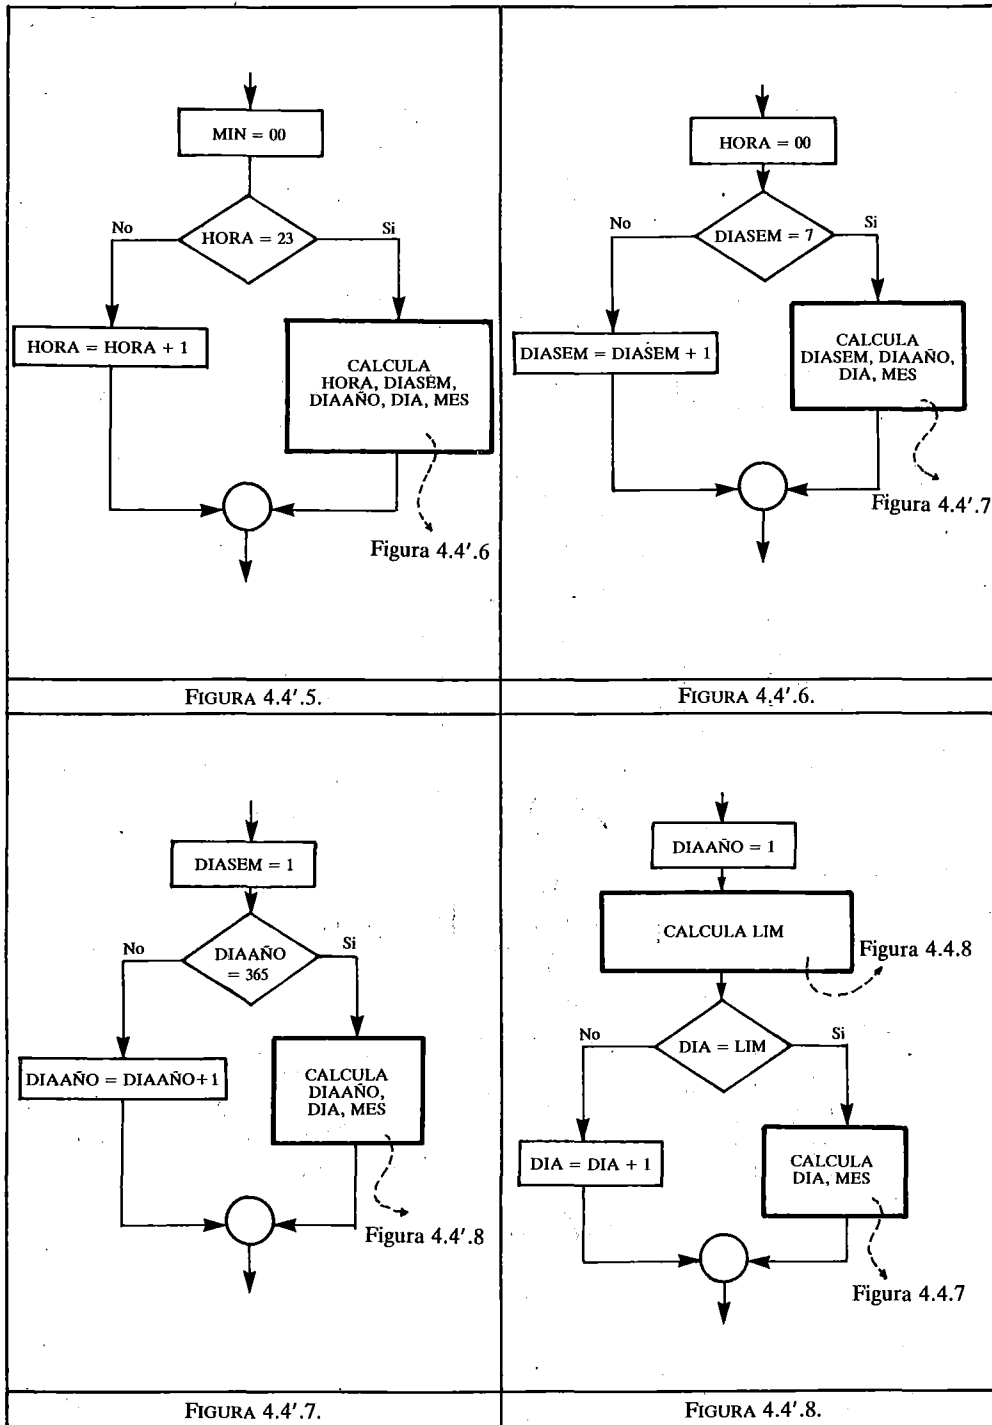 MIN = 00
No
HORA = 23
Si
HORA = HORA + 1
CALCULA
HORA, DIASEM,
DIAAÑO, DIA, MES
Figura 4.4'.6
FIGURA 4.4'.5.
HORA = 00
No
DIASEM = 7
Si
DIASEM = DIASEM + 1
CALCULA
DIASEM, DIAAÑO,
DIA, MES
Figura 4.4'.7
FIGURA 4.4'.6.
DIASEM = 1
No
DIAAÑO
= 365
Si
DIAAÑO = DIAAÑO+1
CALCULA
DIAAÑO,
DIA, MES
Figura 4.4'.8
FIGURA 4.4'.7.
DIAAÑO = 1
CALCULA LIM
Figura 4.4.8
No
DIA = LIM
Si
DIA = DIA + 1
CALCULA
DIA, MES
Figura 4.4.7
FIGURA 4.4'.8.